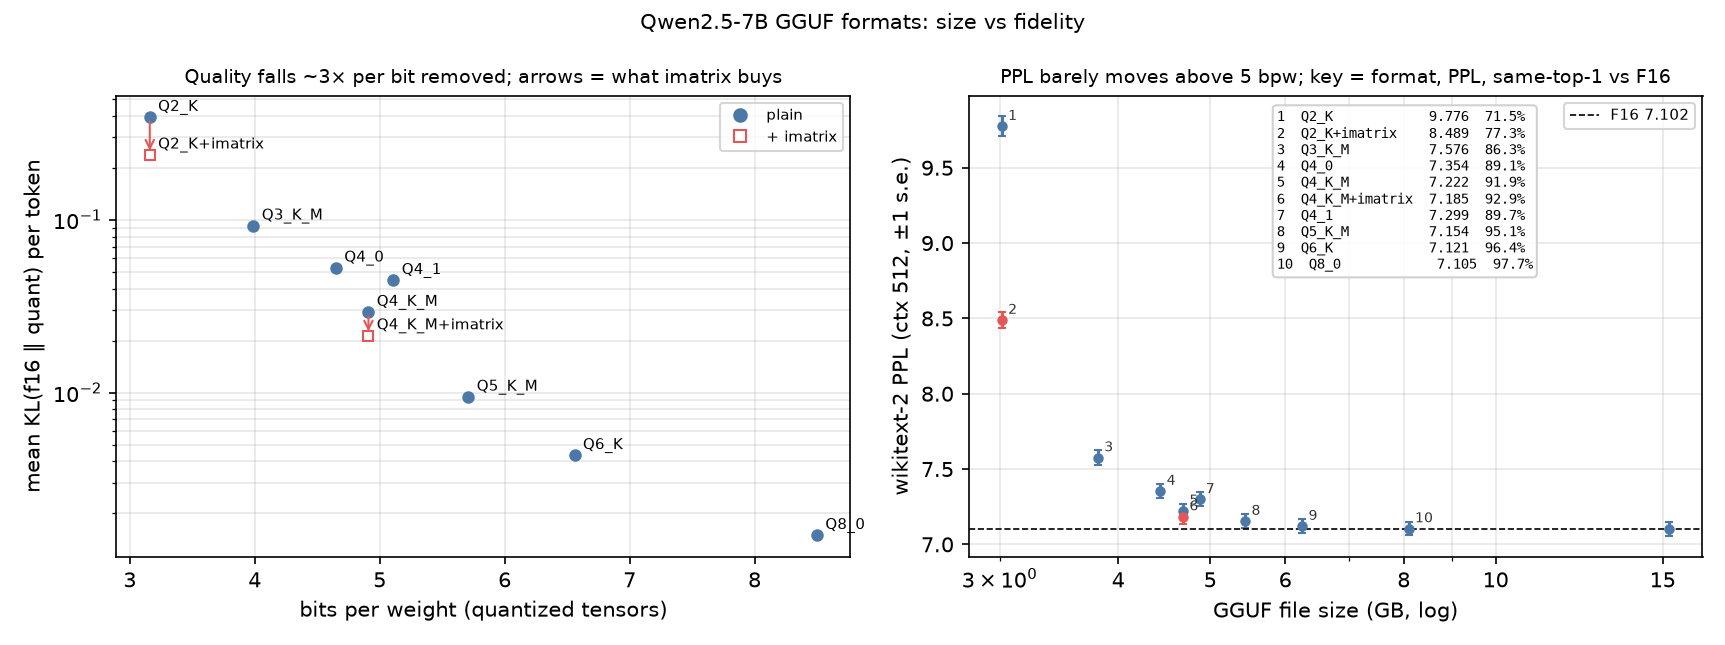 Qwen2.5-7B GGUF formats: size vs fidelity
Quality falls ~3× per bit removed; arrows = what imatrix buys
mean KL(f16 ∥ quant) per token
10⁻¹
10⁻²
Q2_K
Q2_K+imatrix
Q3_K_M
Q4_0
Q4_1
Q4_K_M
Q4_K_M+imatrix
Q5_K_M
Q6_K
Q8_0
plain
+ imatrix
3 4 5 6 7 8
bits per weight (quantized tensors)
PPL barely moves above 5 bpw; key = format, PPL, same-top-1 vs F16
wikitext-2 PPL (ctx 512, ±1 s.e.)
9.5
9.0
8.5
8.0
7.5
7.0
1 Q2_K 9.776 71.5%
2 Q2_K+imatrix 8.489 77.3%
3 Q3_K_M 7.576 86.3%
4 Q4_0 7.354 89.1%
5 Q4_K_M 7.222 91.9%
6 Q4_K_M+imatrix 7.185 92.9%
7 Q4_1 7.299 89.7%
8 Q5_K_M 7.154 95.1%
9 Q6_K 7.121 96.4%
10 Q8_0 7.105 97.7%
F16 7.102
1
2
3
4
5
6
7
8
9
10
3 × 10⁰ 4 5 6 8 10 15
GGUF file size (GB, log)